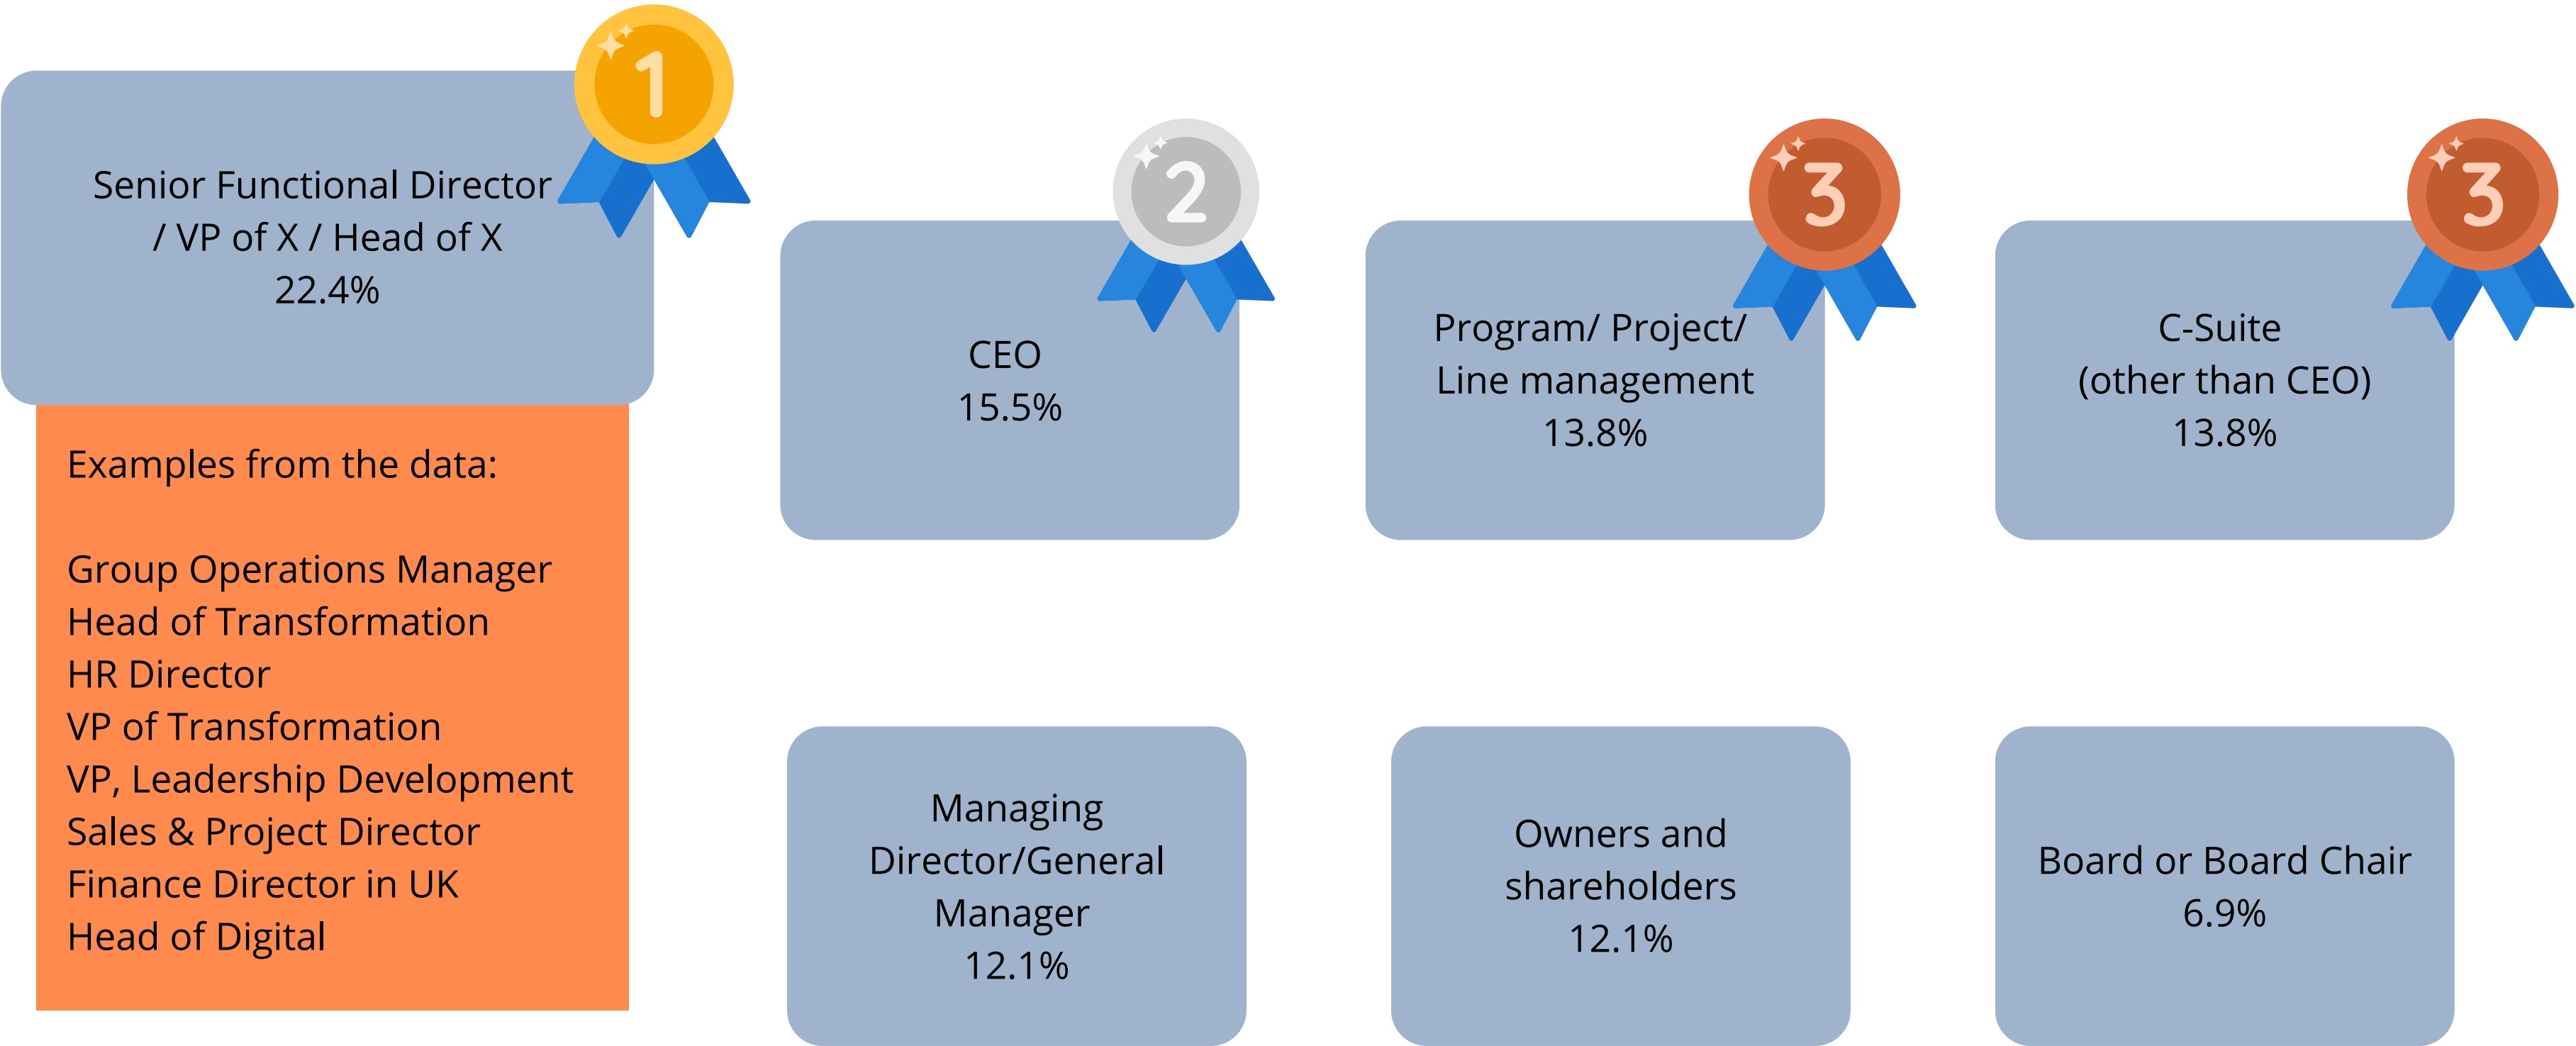 1
Senior Functional Director
/ VP of X / Head of X
22.4%
Examples from the data:
Group Operations Manager
Head of Transformation
HR Director
VP of Transformation
VP, Leadership Development
Sales & Project Director
Finance Director in UK
Head of Digital
2
CEO
15.5%
3
Program/ Project/
Line management
13.8%
3
C-Suite
(other than CEO)
13.8%
Managing
Director/General
Manager
12.1%
Owners and
shareholders
12.1%
Board or Board Chair
6.9%